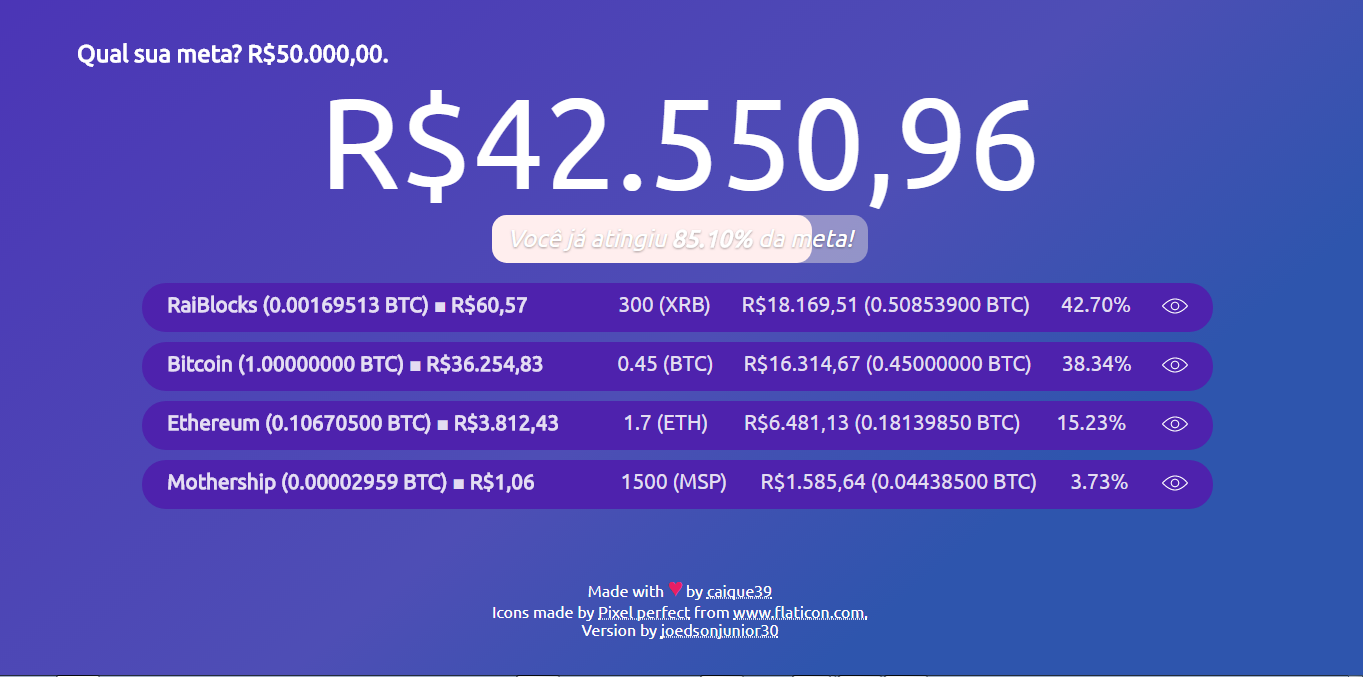 Qual sua meta? R$50.000,00.
R$42.550,96
Você já atingiu 85.10% da meta!
RaiBlocks (0.00169513 BTC) ■ R$60,57 300 (XRB) R$18.169,51 (0.50853900 BTC) 42.70%
Bitcoin (1.00000000 BTC) ■ R$36.254,83 0.45 (BTC) R$16.314,67 (0.45000000 BTC) 38.34%
Ethereum (0.10670500 BTC) ■ R$3.812,43 1.7 (ETH) R$6.481,13 (0.18139850 BTC) 15.23%
Mothership (0.00002959 BTC) ■ R$1,06 1500 (MSP) R$1.585,64 (0.04438500 BTC) 3.73%
Made with ♥ by caique39
Icons made by Pixel perfect from www.flaticon.com.
Version by joedsonjunior30